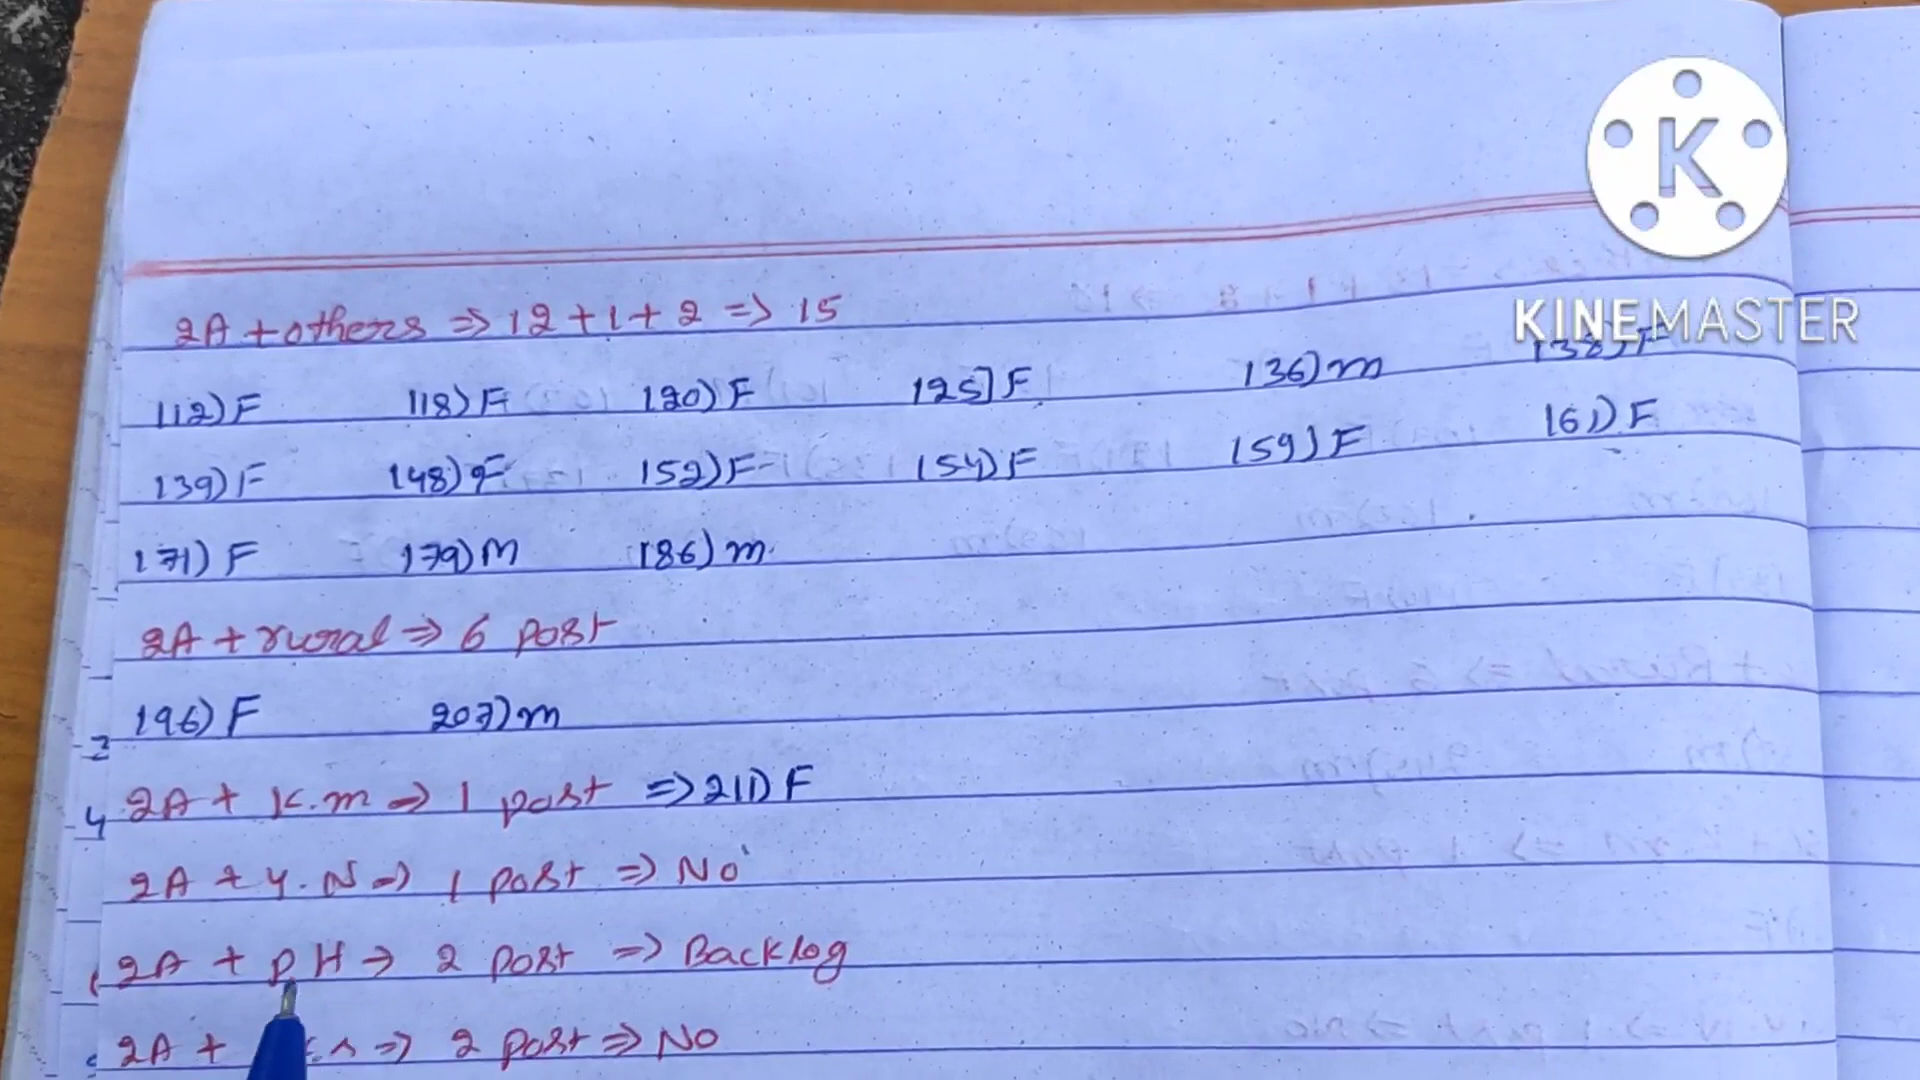 K
KINEMASTER
2A + others => 12 + 1 + 2 => 15
112) F 118) F 120) F 125] F 136) m 138) F
139) F 148) F 152) F 154) F 159) F 161) F
171) F 179) M 186) m.
2A + rural => 6 post
196) F 207) m
2A + K.m => 1 post => 211) F
2A + Y.N => 1 post => No
2A + PH → 2 post => Backlog
2A + => 2 post => NO